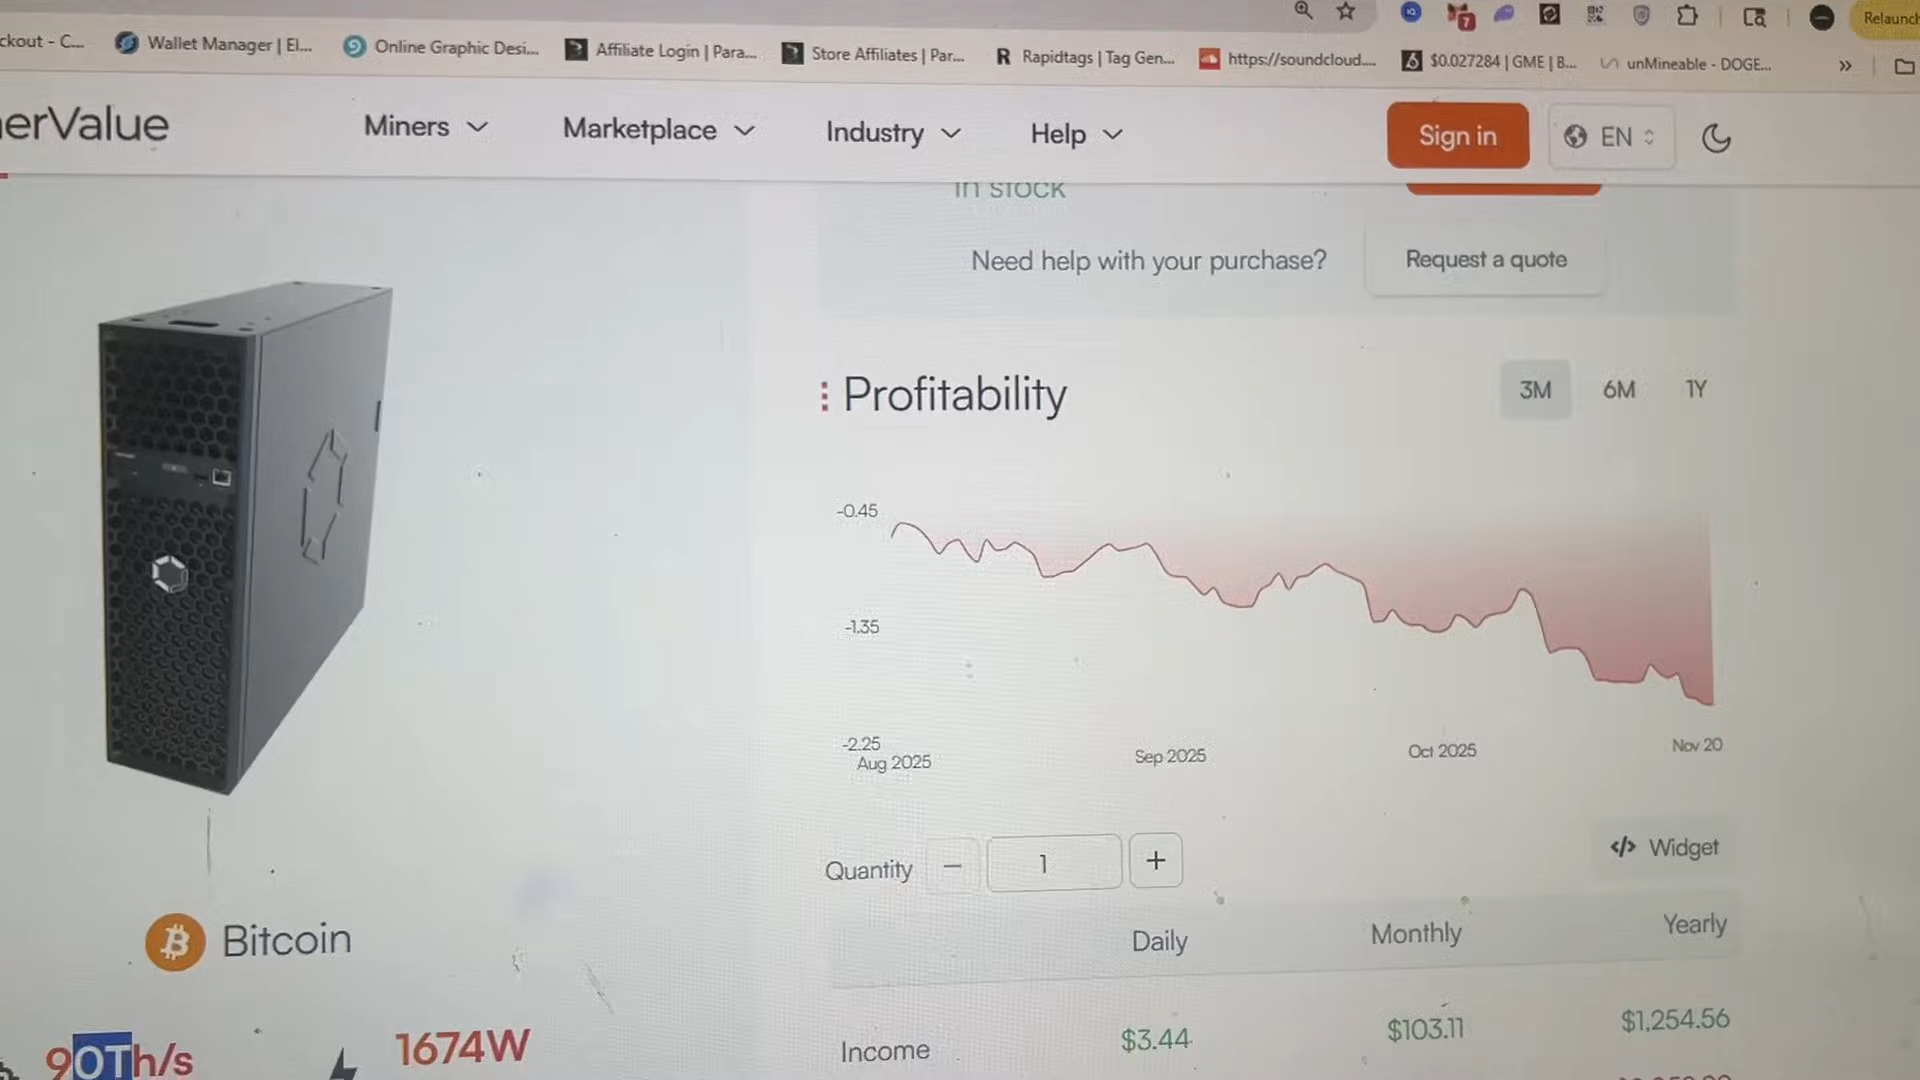 ckout - C...
Wallet Manager | El...
Online Graphic Desi...
Affiliate Login | Para...
Store Affiliates | Par...
Rapidtags | Tag Gen...
https://soundcloud....
$0.027284 | GME | B...
unMineable - DOGE...
»
7
Relaunch
erValue
Miners
Marketplace
Industry
Help
Sign in
EN
in stock
Need help with your purchase?
Request a quote
Profitability
3M 6M 1Y
-0.45
-1.35
-2.25
Aug 2025 Sep 2025 Oct 2025 Nov 20
Quantity − 1 +
</> Widget
Daily Monthly Yearly
Income $3.44 $103.11 $1,254.56
Bitcoin
90Th/s 1674W